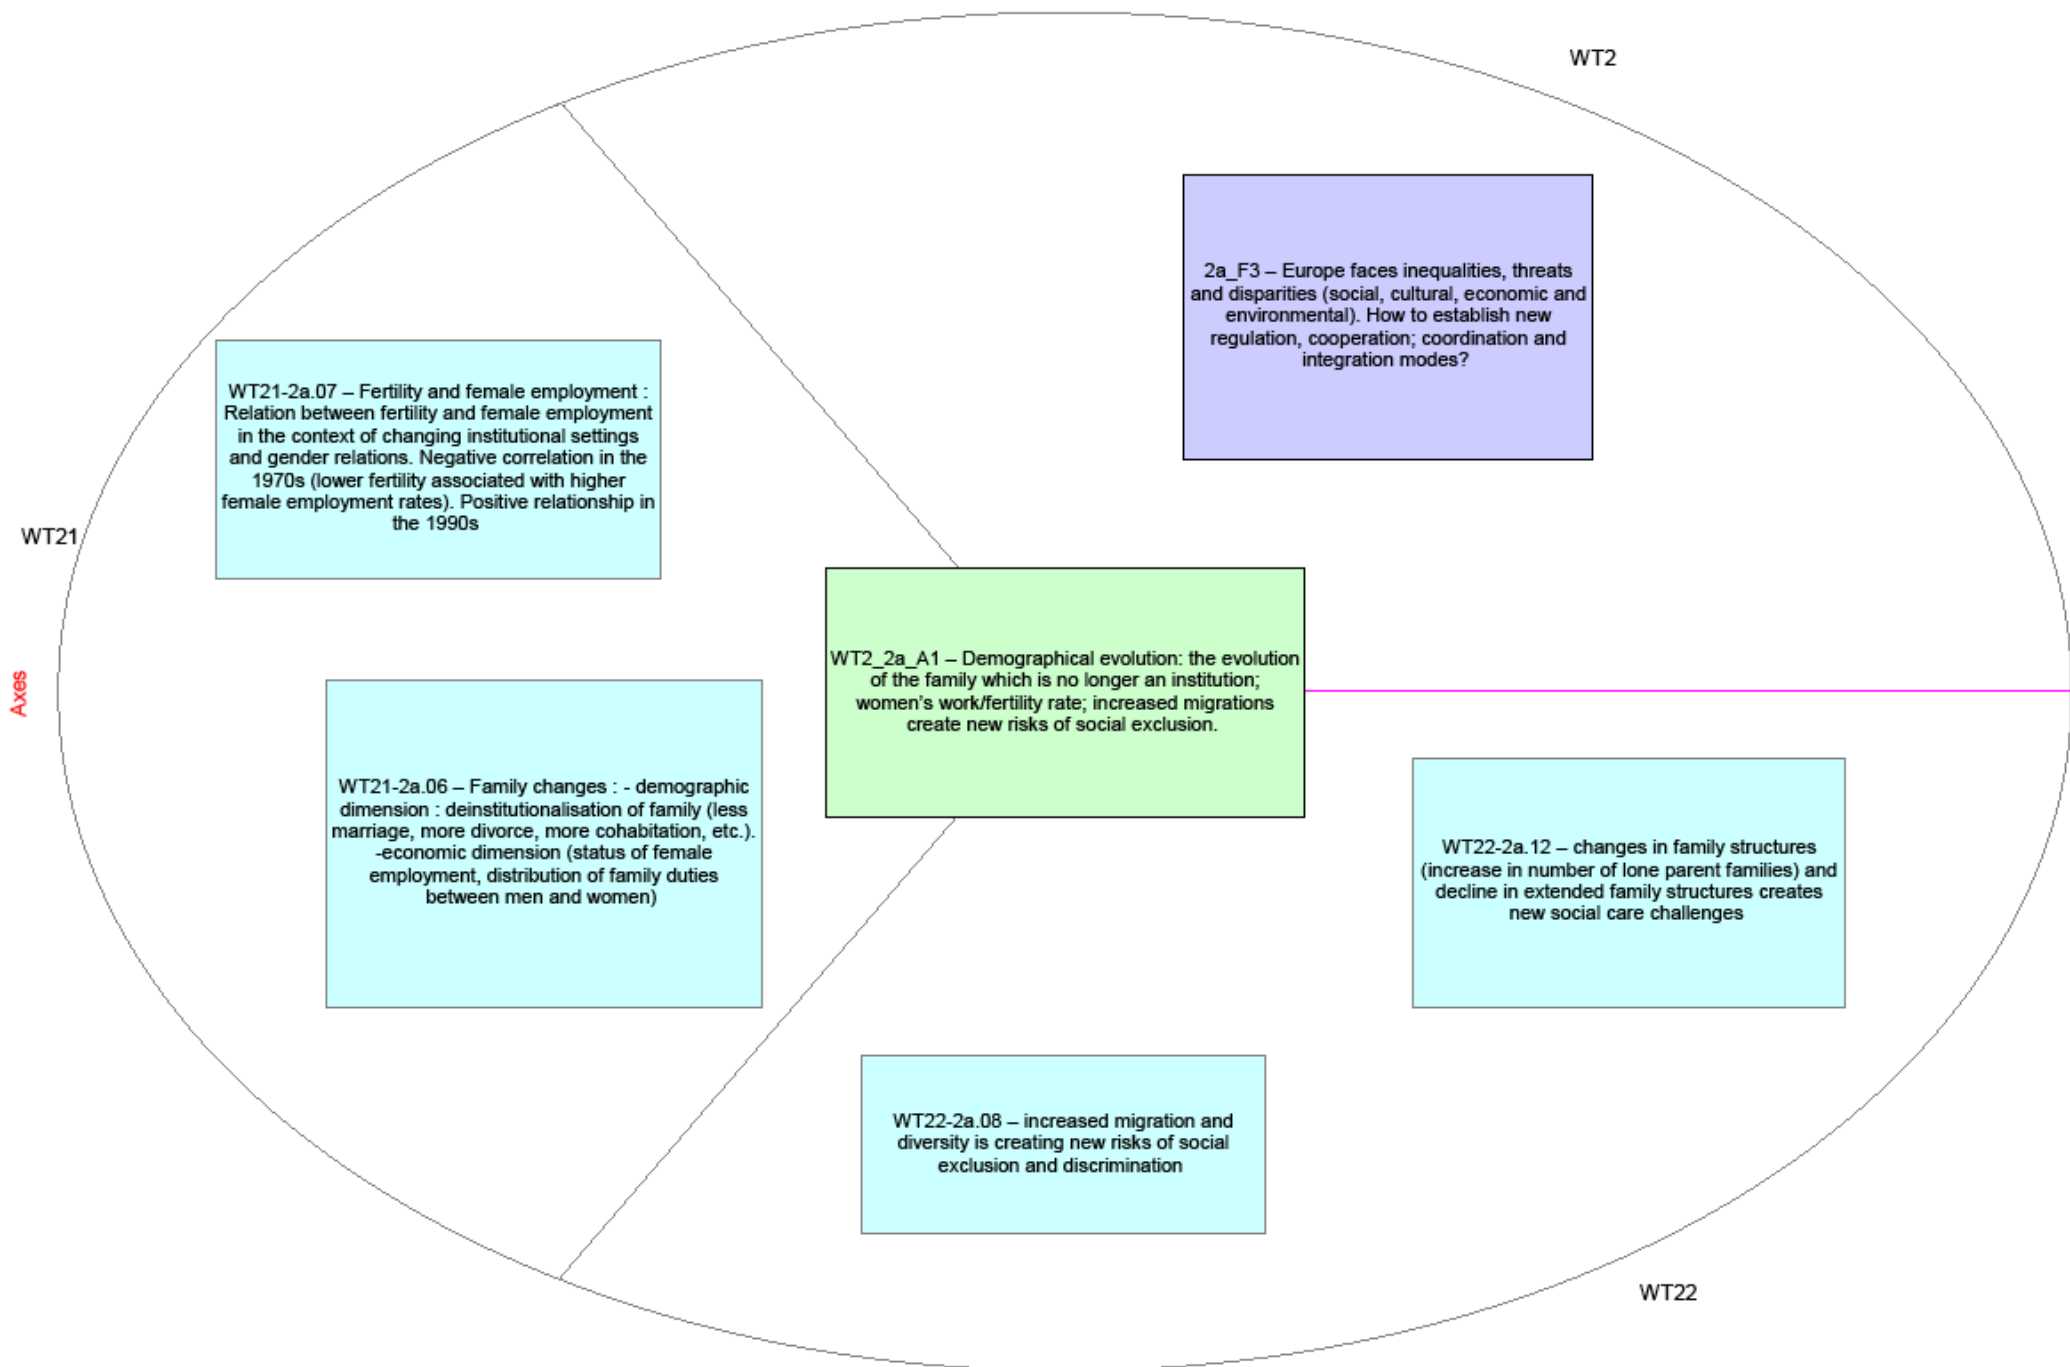 WT2
2a_F3 – Europe faces inequalities, threats
and disparities (social, cultural, economic and
environmental). How to establish new
regulation, cooperation; coordination and
integration modes?
WT21-2a.07 – Fertility and female employment :
Relation between fertility and female employment
in the context of changing institutional settings
and gender relations. Negative correlation in the
1970s (lower fertility associated with higher
female employment rates). Positive relationship in
the 1990s
WT21
WT2_2a_A1 – Demographical evolution: the evolution
of the family which is no longer an institution;
women's work/fertility rate; increased migrations
create new risks of social exclusion.
Axes
WT21-2a.06 – Family changes : - demographic
dimension : deinstitutionalisation of family (less
marriage, more divorce, more cohabitation, etc.).
-economic dimension (status of female
employment, distribution of family duties
between men and women)
WT22-2a.12 – changes in family structures
(increase in number of lone parent families) and
decline in extended family structures creates
new social care challenges
WT22-2a.08 – increased migration and
diversity is creating new risks of social
exclusion and discrimination
WT22